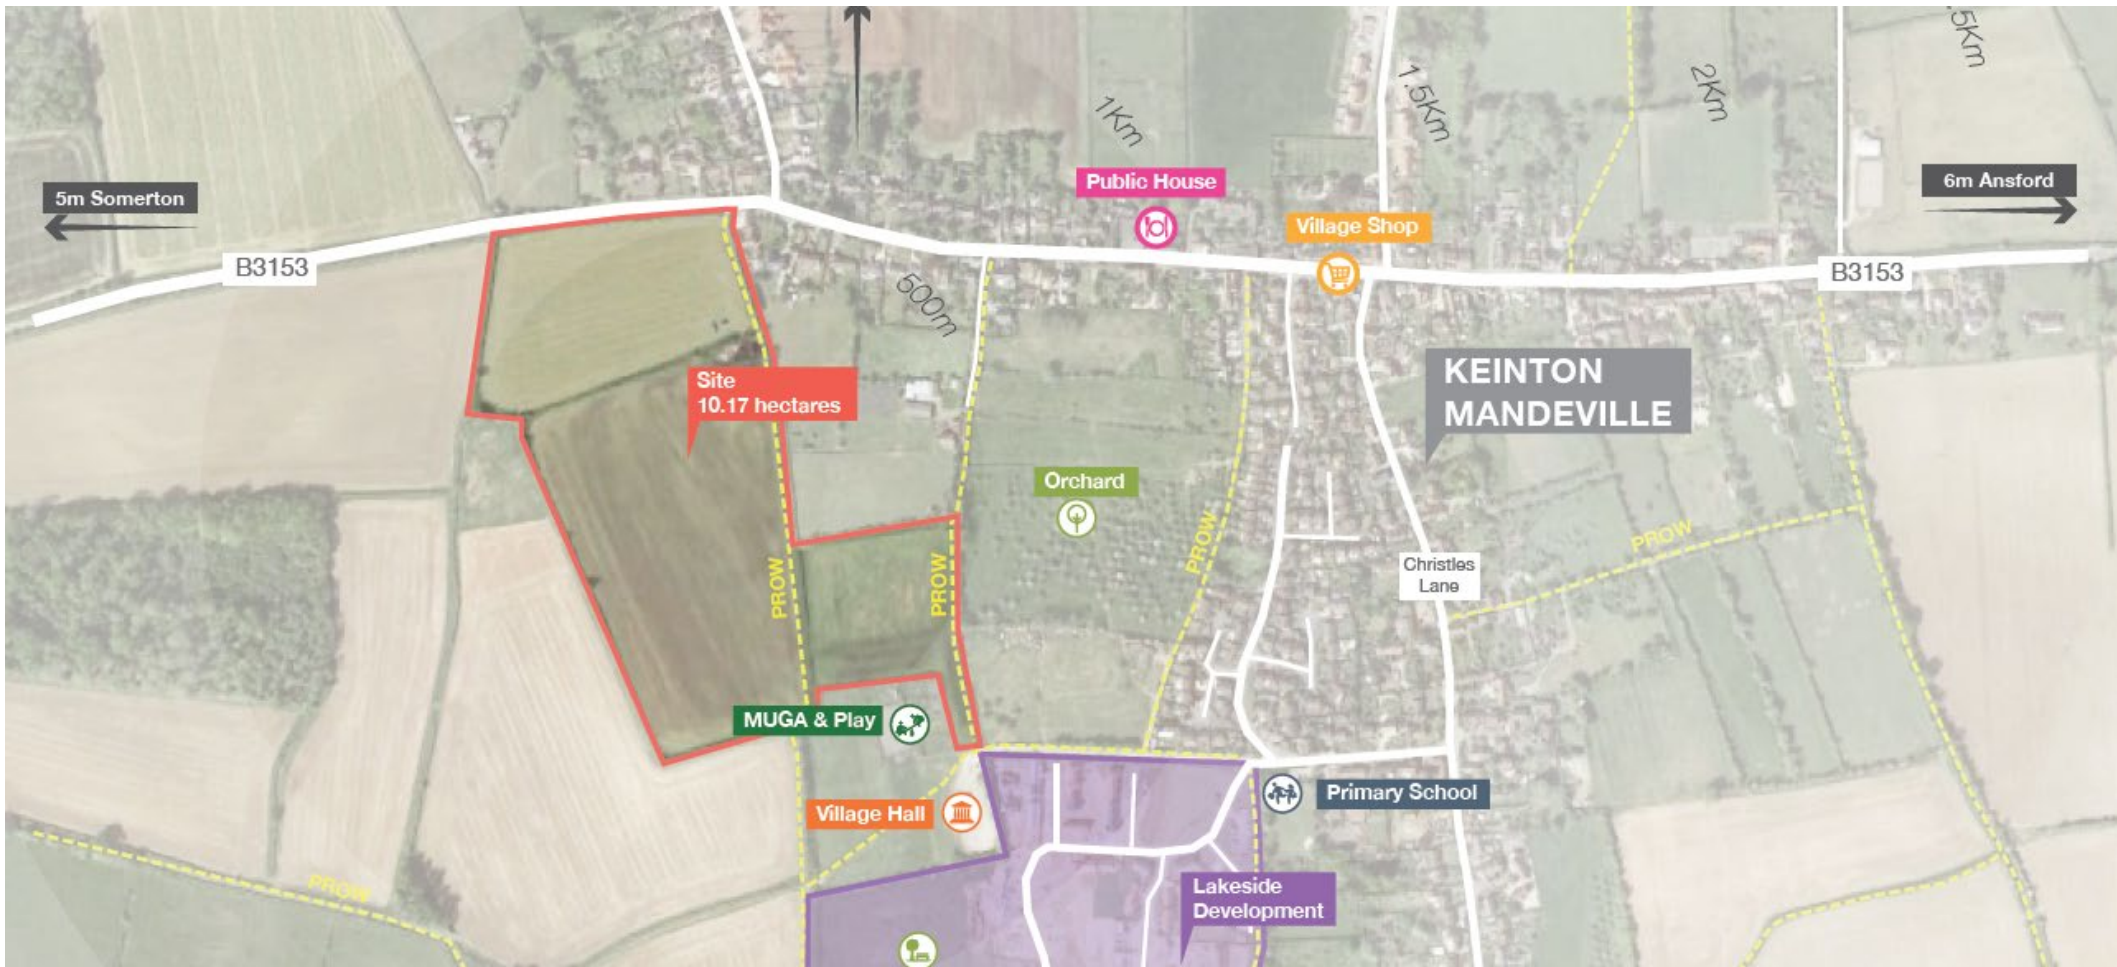 .5Km
2Km
1.5Km
1Km
5m Somerton
Public House
6m Ansford
Village Shop
B3153
B3153
500m
KEINTON
MANDEVILLE
Site
10.17 hectares
Orchard
PROW
PROW
PROW
PROW
Christles
Lane
MUGA & Play
Village Hall
Primary School
PROW
Lakeside
Development